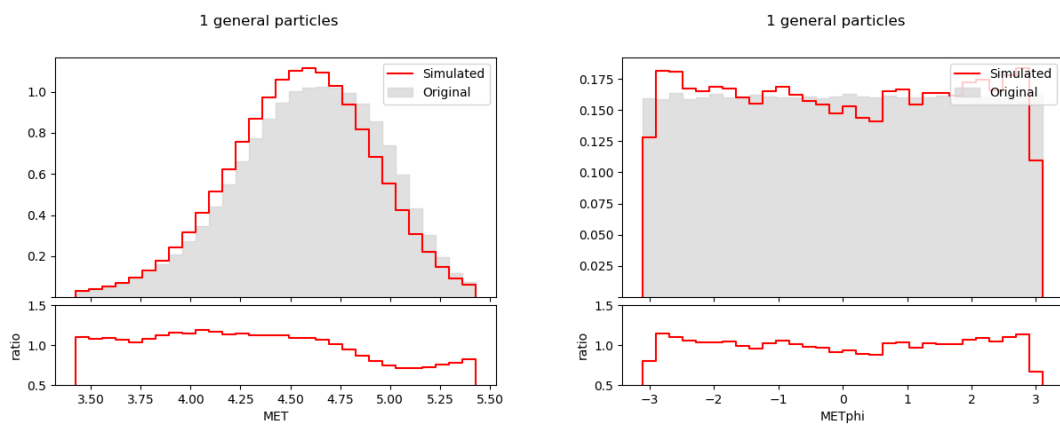 1 general particles
Simulated
Original
1.0
0.8
0.6
0.4
0.2
1.5
1.0
0.5
ratio
3.50 3.75 4.00 4.25 4.50 4.75 5.00 5.25 5.50
MET
1 general particles
Simulated
Original
0.175
0.150
0.125
0.100
0.075
0.050
0.025
1.5
1.0
0.5
ratio
−3 −2 −1 0 1 2 3
METphi